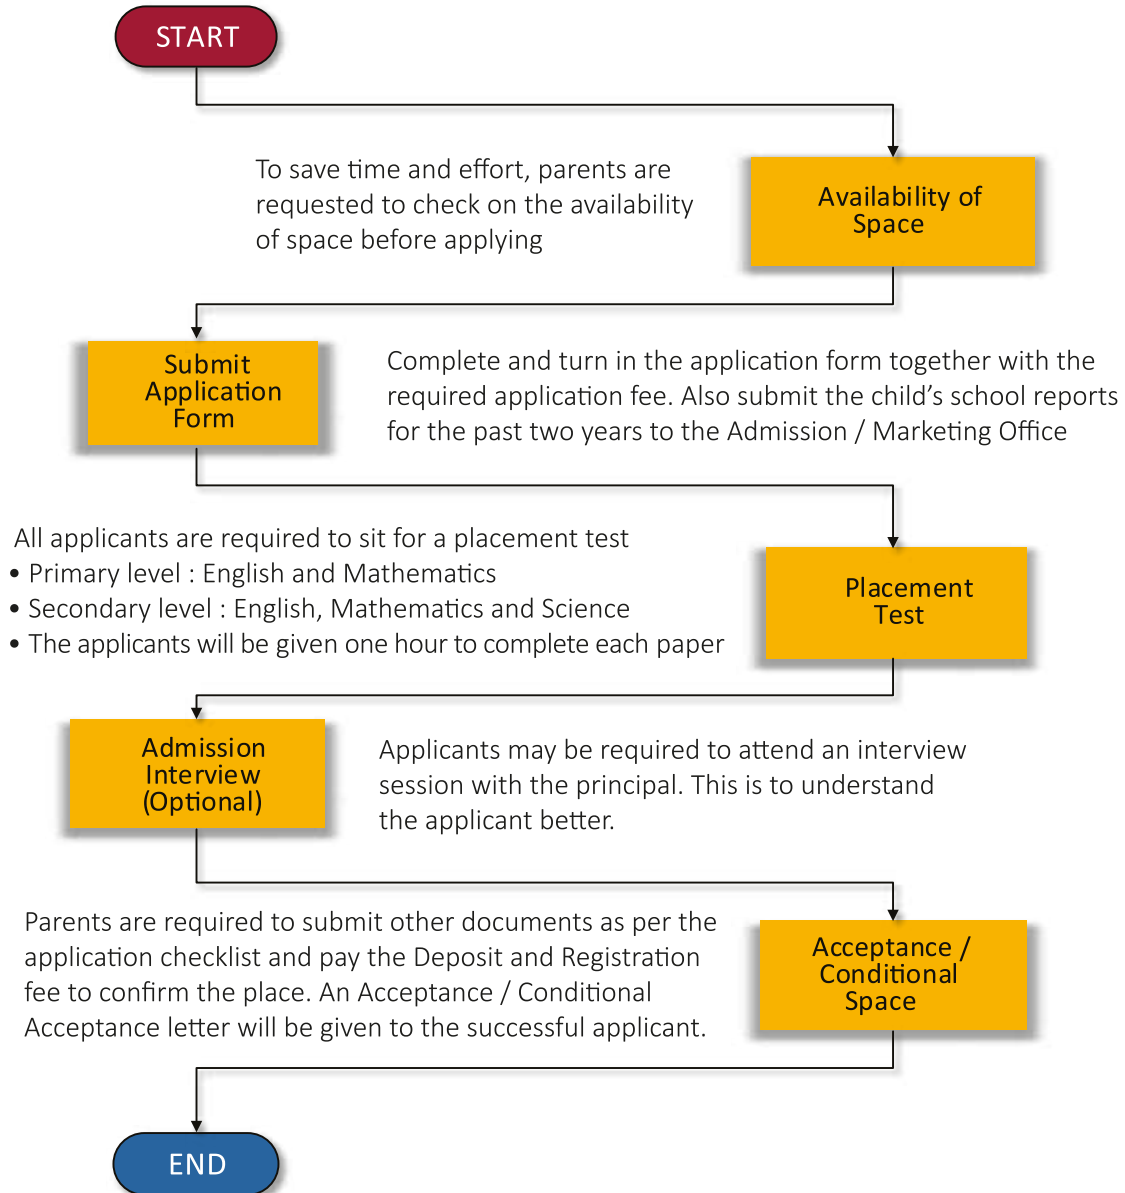 START
To save time and effort, parents are
requested to check on the availability
of space before applying
Availability of
Space
Submit
Application
Form
Complete and turn in the application form together with the
required application fee. Also submit the child’s school reports
for the past two years to the Admission / Marketing Office
All applicants are required to sit for a placement test
• Primary level : English and Mathematics
• Secondary level : English, Mathematics and Science
• The applicants will be given one hour to complete each paper
Placement
Test
Admission
Interview
(Optional)
Applicants may be required to attend an interview
session with the principal. This is to understand
the applicant better.
Parents are required to submit other documents as per the
application checklist and pay the Deposit and Registration
fee to confirm the place. An Acceptance / Conditional
Acceptance letter will be given to the successful applicant.
Acceptance /
Conditional
Space
END